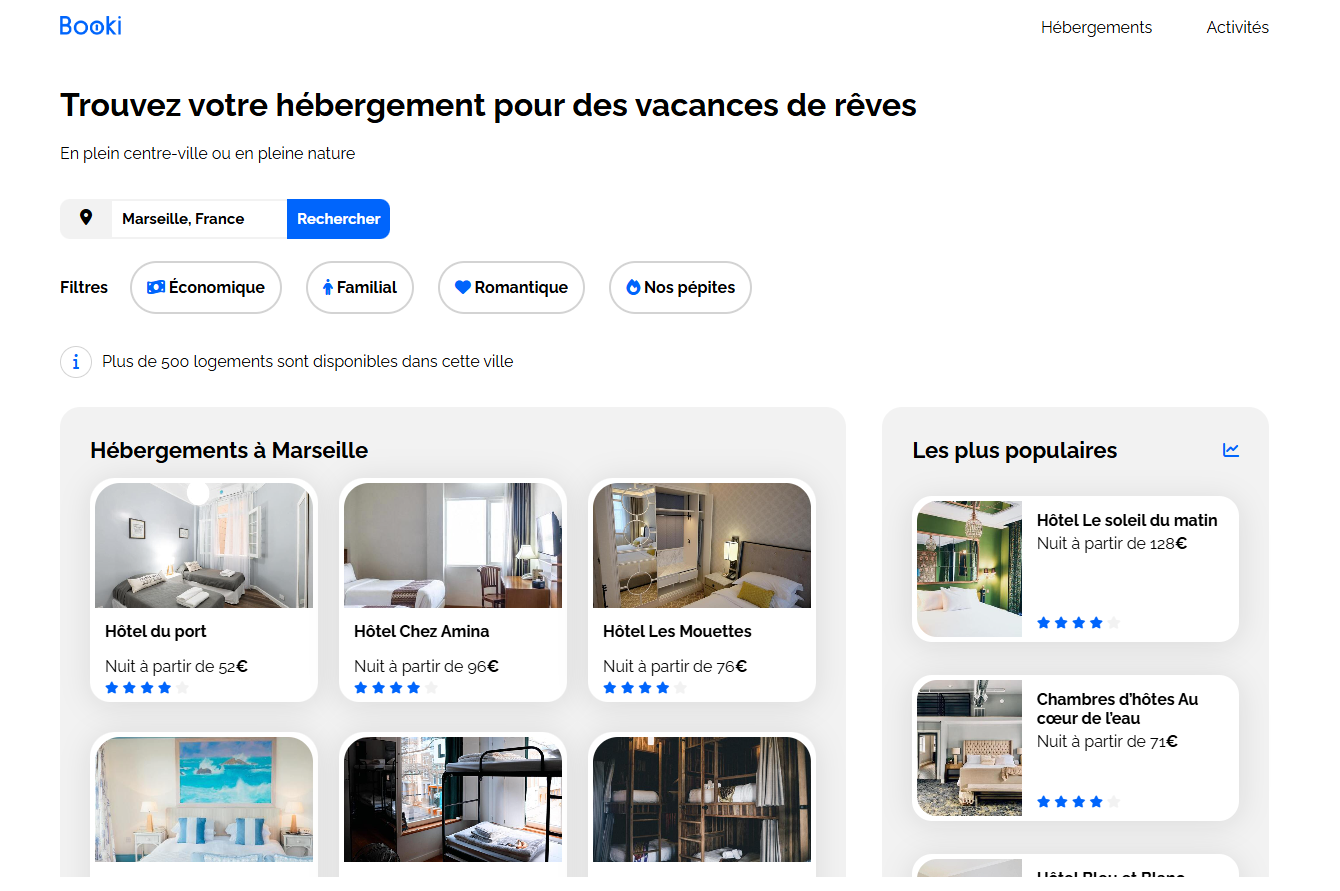 Booki
Hébergements
Activités
Trouvez votre hébergement pour des vacances de rêves
En plein centre-ville ou en pleine nature
Marseille, France
Rechercher
Filtres
Économique
Familial
Romantique
Nos pépites
Plus de 500 logements sont disponibles dans cette ville
Hébergements à Marseille
Hôtel du port
Nuit à partir de 52€
Hôtel Chez Amina
Nuit à partir de 96€
Hôtel Les Mouettes
Nuit à partir de 76€
Les plus populaires
Hôtel Le soleil du matin
Nuit à partir de 128€
Chambres d’hôtes Au
cœur de l’eau
Nuit à partir de 71€
Hôtel Bleu et Blanc